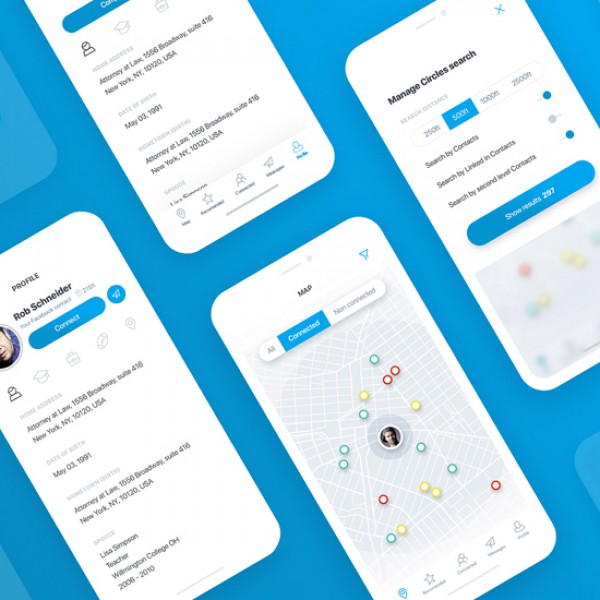 HOME ADDRESS
Attorney at Law, 1556 Broadway, suite 416
New York, NY, 10120, USA
DATE OF BIRTH
May 03, 1991
HOMETOWN (BIRTH)
Attorney at Law, 1556 Broadway, suite 416
New York, NY, 10120, USA
SPOUSE
Lisa Simpson
Map
Recomended
Connected
Messages
Profile
Manage Circles search
SEARCH DISTANCE
250ft
500ft
1000ft
2500ft
Search by Contacts
Search by Linked in Contacts
Search by second level Contacts
Show results 297
PROFILE
Rob Schneider
Your Facebook contact
Connect
HOME ADDRESS
Attorney at Law, 1556 Broadway, suite 416
New York, NY, 10120, USA
DATE OF BIRTH
May 03, 1991
HOMETOWN (BIRTH)
Attorney at Law, 1556 Broadway, suite 416
New York, NY, 10120, USA
SPOUSE
Lisa Simpson
Teacher
Wilmington College OH
2006 - 2010
MAP
All
Connected
Non connected
Recomended
Connected
Messages
Profile